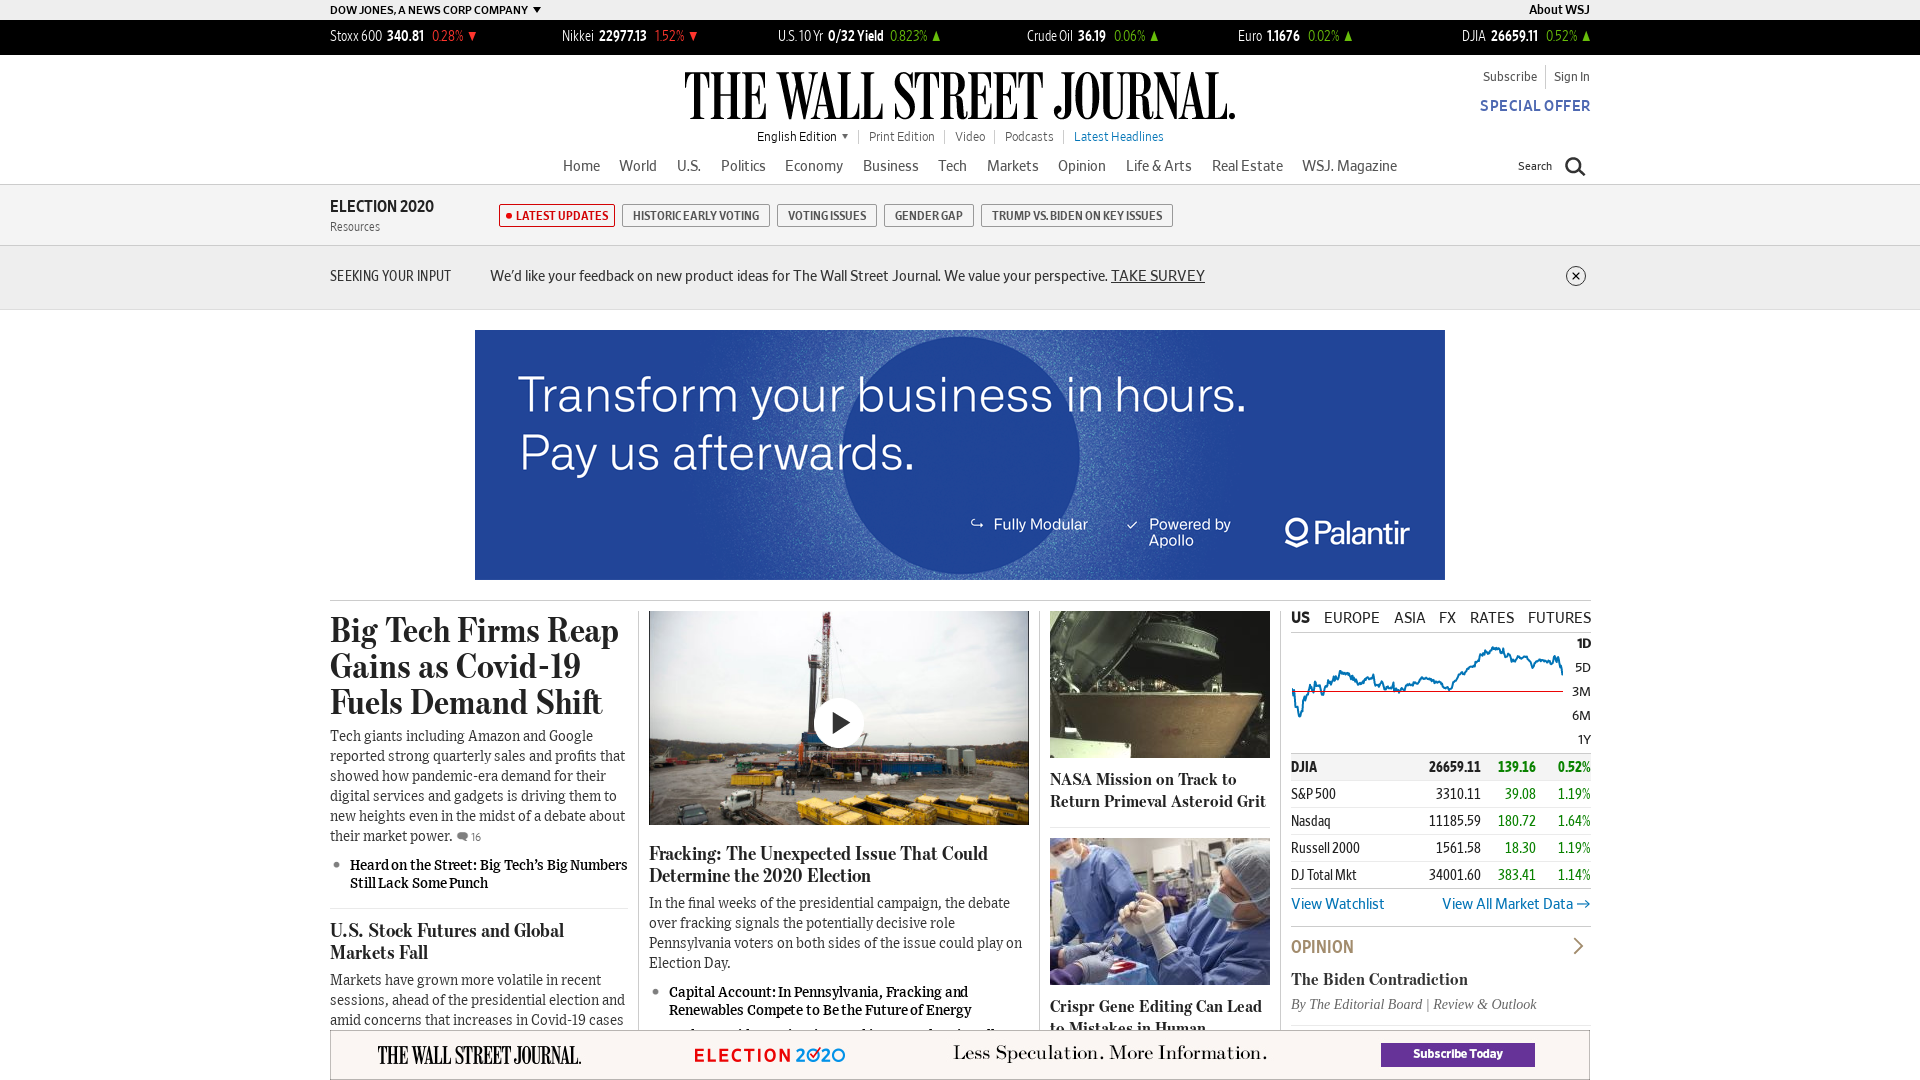 DOW JONES, A NEWS CORP COMPANY
About WSJ
Stoxx 600 340.81 0.28%
Nikkei 22977.13 1.52%
U.S. 10 Yr 0/32 Yield 0.823%
Crude Oil 36.19 0.06%
Euro 1.1676 0.02%
DJIA 26659.11 0.52%
THE WALL STREET JOURNAL.
Subscribe
Sign In
SPECIAL OFFER
English Edition
Print Edition
Video
Podcasts
Latest Headlines
Home World U.S. Politics Economy Business Tech Markets Opinion Life & Arts Real Estate WSJ. Magazine
Search
ELECTION 2020
Resources
LATEST UPDATES
HISTORIC EARLY VOTING
VOTING ISSUES
GENDER GAP
TRUMP VS. BIDEN ON KEY ISSUES
SEEKING YOUR INPUT
We’d like your feedback on new product ideas for The Wall Street Journal. We value your perspective. TAKE SURVEY
Transform your business in hours.
Pay us afterwards.
Fully Modular
Powered by
Apollo
Palantir
Big Tech Firms Reap
Gains as Covid-19
Fuels Demand Shift
Tech giants including Amazon and Google
reported strong quarterly sales and profits that
showed how pandemic-era demand for their
digital services and gadgets is driving them to
new heights even in the midst of a debate about
their market power. 16
Heard on the Street: Big Tech’s Big Numbers
Still Lack Some Punch
U.S. Stock Futures and Global
Markets Fall
Markets have grown more volatile in recent
sessions, ahead of the presidential election and
amid concerns that increases in Covid-19 cases
Fracking: The Unexpected Issue That Could
Determine the 2020 Election
In the final weeks of the presidential campaign, the debate
over fracking signals the potentially decisive role
Pennsylvania voters on both sides of the issue could play on
Election Day.
Capital Account: In Pennsylvania, Fracking and
Renewables Compete to Be the Future of Energy
NASA Mission on Track to
Return Primeval Asteroid Grit
Crispr Gene Editing Can Lead
to Mistakes in Human
US EUROPE ASIA FX RATES FUTURES
1D
5D
3M
6M
1Y
DJIA 26659.11 139.16 0.52%
S&P 500 3310.11 39.08 1.19%
Nasdaq 11185.59 180.72 1.64%
Russell 2000 1561.58 18.30 1.19%
DJ Total Mkt 34001.60 383.41 1.14%
View Watchlist
View All Market Data
OPINION
The Biden Contradiction
By The Editorial Board | Review & Outlook
THE WALL STREET JOURNAL.
ELECTION 2020
Less Speculation. More Information.
Subscribe Today